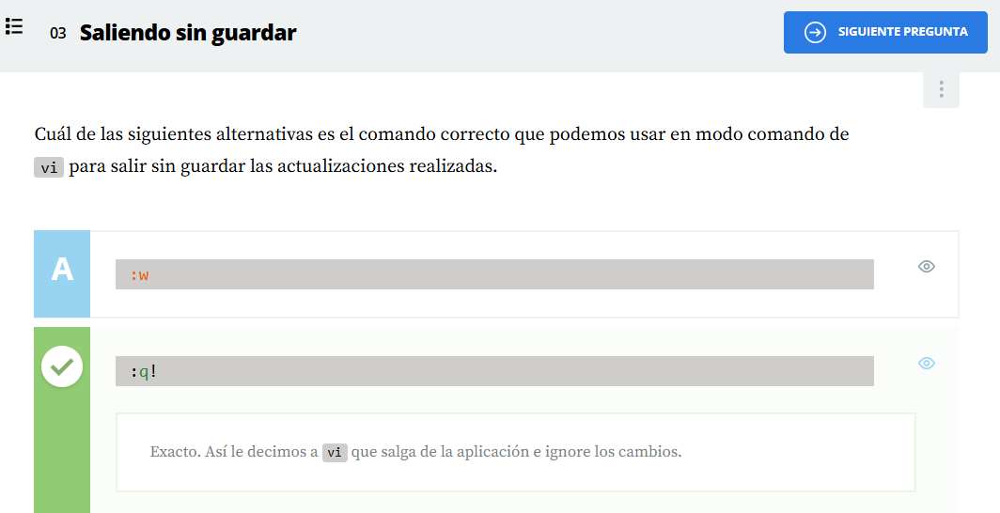 03 Saliendo sin guardar
SIGUIENTE PREGUNTA
Cuál de las siguientes alternativas es el comando correcto que podemos usar en modo comando de
vi para salir sin guardar las actualizaciones realizadas.
A
:w
:q!
Exacto. Así le decimos a vi que salga de la aplicación e ignore los cambios.